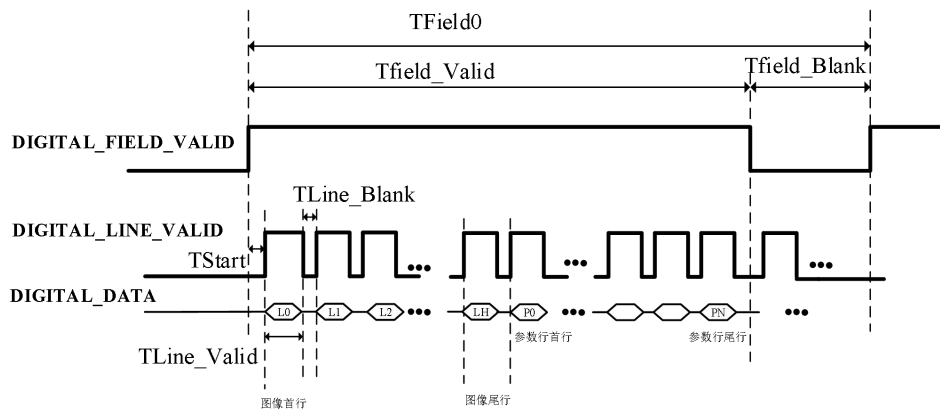 TField0
Tfield_Valid
Tfield_Blank
DIGITAL_FIELD_VALID
TLine_Blank
DIGITAL_LINE_VALID
TStart
DIGITAL_DATA
L0
L1
L2
LH
P0
PN
参数行首行
参数行尾行
TLine_Valid
图像首行
图像尾行